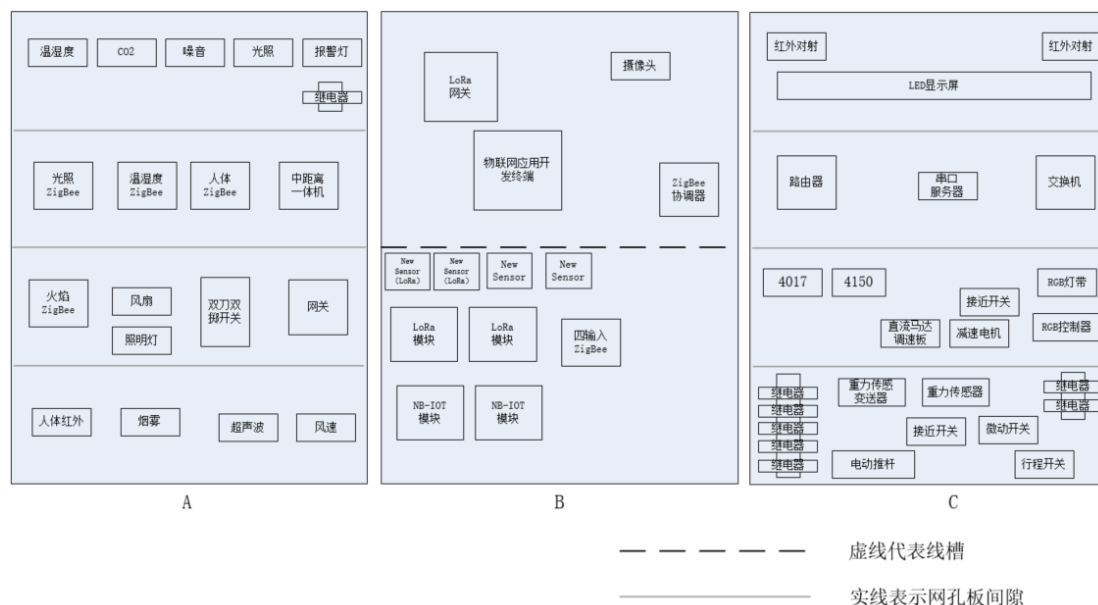 温湿度
CO2
噪音
光照
报警灯
继电器
光照
ZigBee
温湿度
ZigBee
人体
ZigBee
中距离
一体机
火焰
ZigBee
风扇
照明灯
双刀双
掷开关
网关
人体红外
烟雾
超声波
风速
A
LoRa
网关
摄像头
物联网应用开
发终端
ZigBee
协调器
New
Sensor
(LoRa)
New
Sensor
(LoRa)
New
Sensor
New
Sensor
LoRa
模块
LoRa
模块
四输入
ZigBee
NB-IOT
模块
NB-IOT
模块
B
红外对射
红外对射
LED显示屏
路由器
串口
服务器
交换机
4017
4150
接近开关
RGB灯带
直流马达
调速板
减速电机
RGB控制器
继电器
继电器
继电器
继电器
继电器
重力传感
变送器
重力传感器
继电器
继电器
接近开关
微动开关
电动推杆
行程开关
C
虚线代表线槽
实线表示网孔板间隙